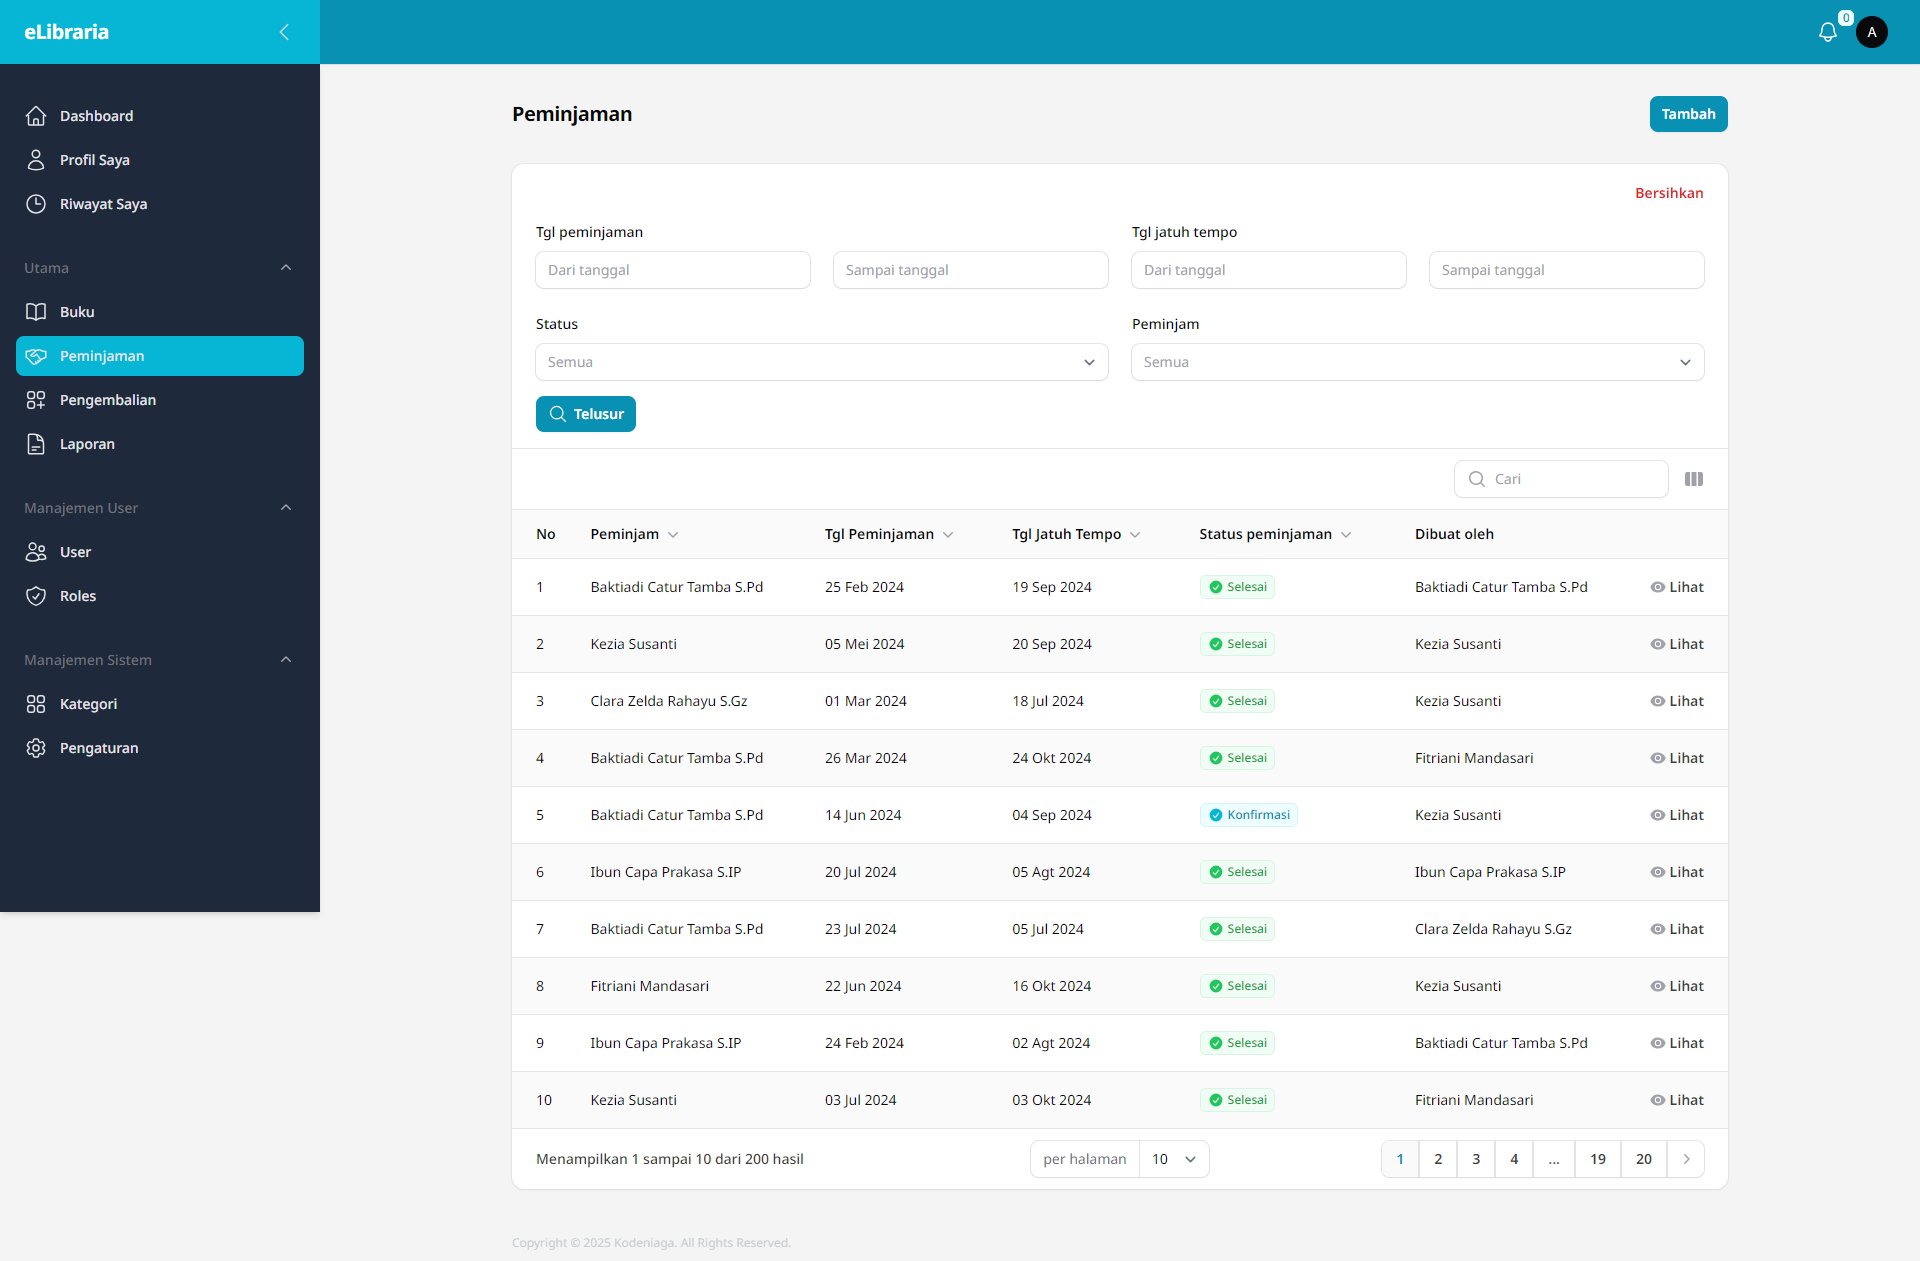 eLibraria
0
A
Dashboard
Profil Saya
Riwayat Saya
Utama
Buku
Peminjaman
Pengembalian
Laporan
Manajemen User
User
Roles
Manajemen Sistem
Kategori
Pengaturan
Peminjaman
Tambah
Bersihkan
Tgl peminjaman
Tgl jatuh tempo
Dari tanggal
Sampai tanggal
Dari tanggal
Sampai tanggal
Status
Peminjam
Semua
Semua
Telusur
Cari
No Peminjam Tgl Peminjaman Tgl Jatuh Tempo Status peminjaman Dibuat oleh
1 Baktiadi Catur Tamba S.Pd 25 Feb 2024 19 Sep 2024 Selesai Baktiadi Catur Tamba S.Pd Lihat
2 Kezia Susanti 05 Mei 2024 20 Sep 2024 Selesai Kezia Susanti Lihat
3 Clara Zelda Rahayu S.Gz 01 Mar 2024 18 Jul 2024 Selesai Kezia Susanti Lihat
4 Baktiadi Catur Tamba S.Pd 26 Mar 2024 24 Okt 2024 Selesai Fitriani Mandasari Lihat
5 Baktiadi Catur Tamba S.Pd 14 Jun 2024 04 Sep 2024 Konfirmasi Kezia Susanti Lihat
6 Ibun Capa Prakasa S.IP 20 Jul 2024 05 Agt 2024 Selesai Ibun Capa Prakasa S.IP Lihat
7 Baktiadi Catur Tamba S.Pd 23 Jul 2024 05 Jul 2024 Selesai Clara Zelda Rahayu S.Gz Lihat
8 Fitriani Mandasari 22 Jun 2024 16 Okt 2024 Selesai Kezia Susanti Lihat
9 Ibun Capa Prakasa S.IP 24 Feb 2024 02 Agt 2024 Selesai Baktiadi Catur Tamba S.Pd Lihat
10 Kezia Susanti 03 Jul 2024 03 Okt 2024 Selesai Fitriani Mandasari Lihat
Menampilkan 1 sampai 10 dari 200 hasil
per halaman 10
1 2 3 4 ... 19 20
Copyright © 2025 Kodeniaga. All Rights Reserved.